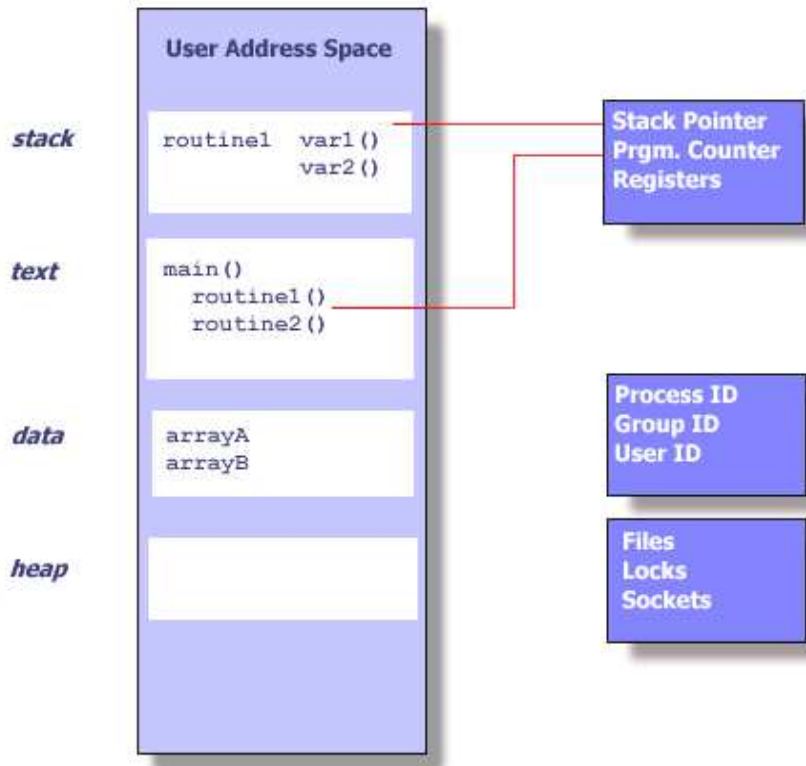 User Address Space
stack
routine1 var1()
var2()
Stack Pointer
Prgm. Counter
Registers
text
main()
routine1()
routine2()
data
arrayA
arrayB
Process ID
Group ID
User ID
heap
Files
Locks
Sockets